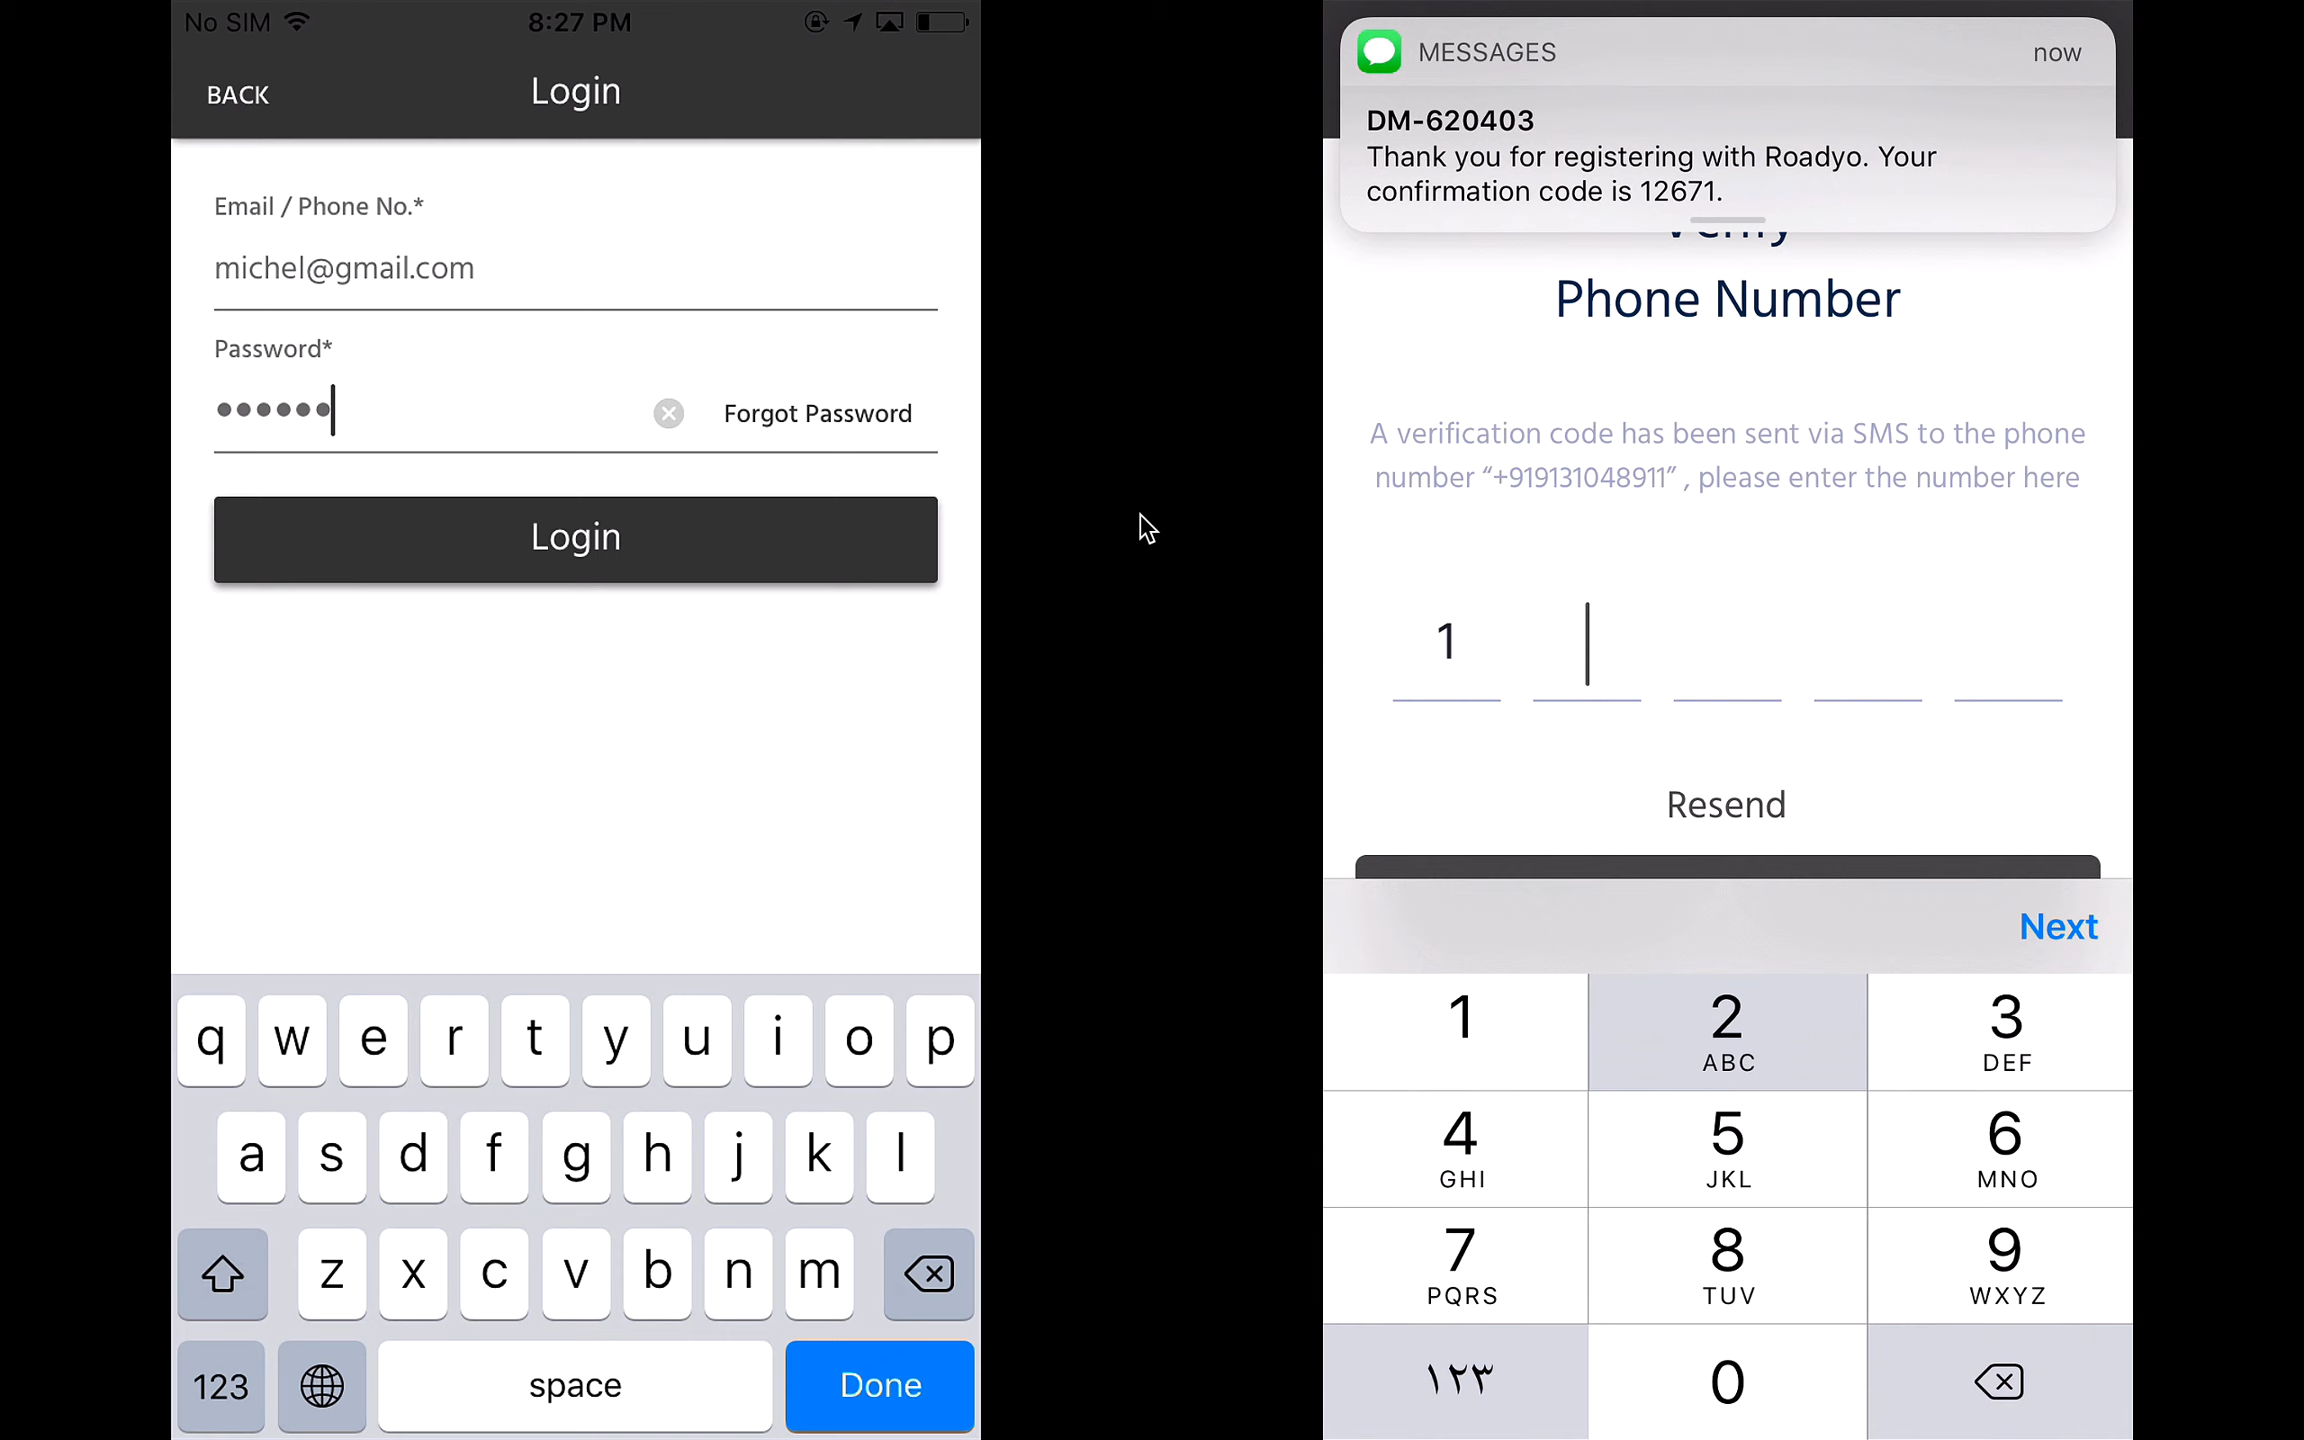 No SIM
8:27 PM
BACK
Login
Email / Phone No.*
michel@gmail.com
Password*
••••••
Forgot Password
Login
q w e r t y u i o p
a s d f g h j k l
z x c v b n m
123
space
Done
MESSAGES
now
DM-620403
Thank you for registering with Roadyo. Your
confirmation code is 12671.
Verify
Phone Number
A verification code has been sent via SMS to the phone
number “+919131048911” , please enter the number here
1
Resend
Next
1 2 3
ABC DEF
4 5 6
GHI JKL MNO
7 8 9
PQRS TUV WXYZ
١٢٣ 0